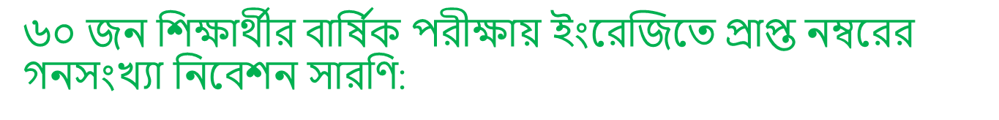 ৬০ জন শিক্ষার্থীর বার্ষিক পরীক্ষায় ইংরেজিতে প্রাপ্ত নম্বরের
গনসংখ্যা নিবেশন সারণি: